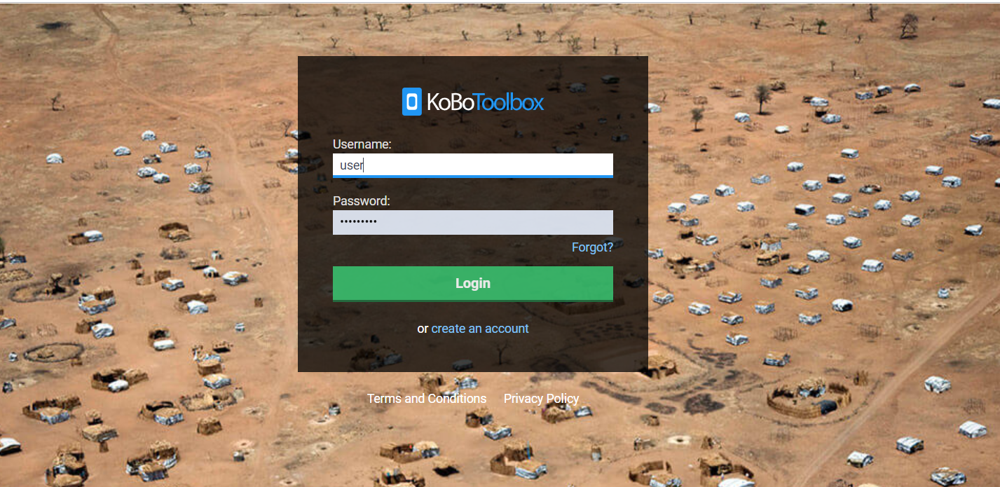 KoBoToolbox
Username:
user
Password:
•••••••••
Forgot?
Login
or create an account
Terms and Conditions Privacy Policy